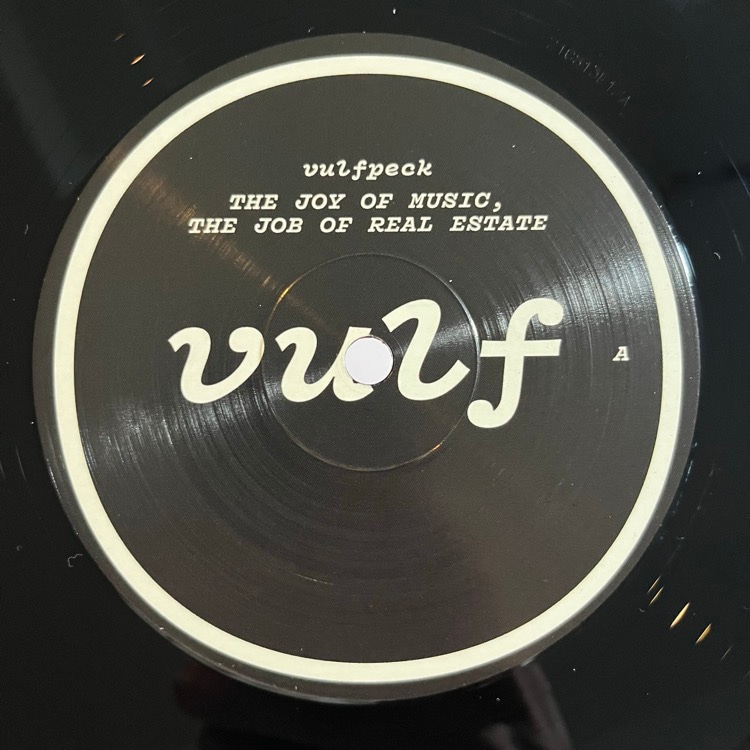 vulfpeck
THE JOY OF MUSIC,
THE JOB OF REAL ESTATE
vulf
A